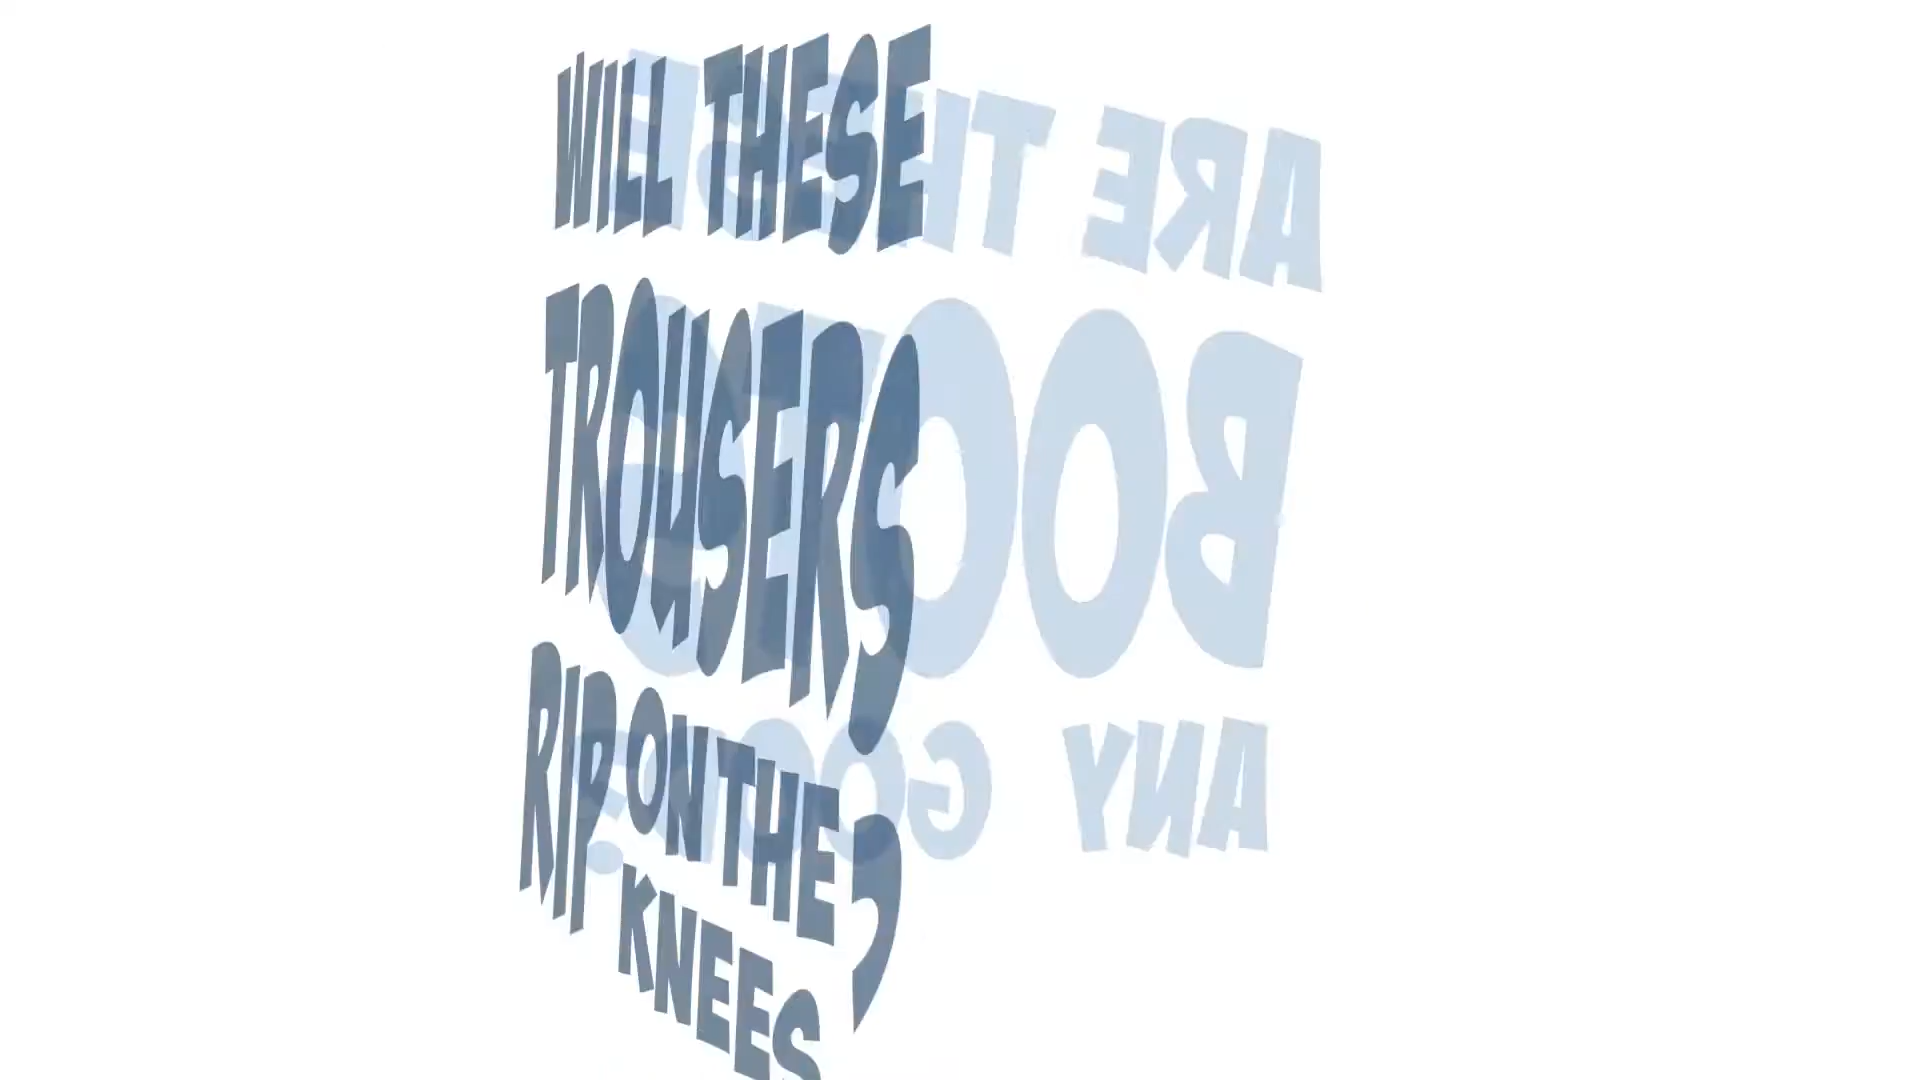 WILL THESE
TROUSERS
RIP ON THE
KNEES?
ARE THESE
BOOTS
ANY GOOD?